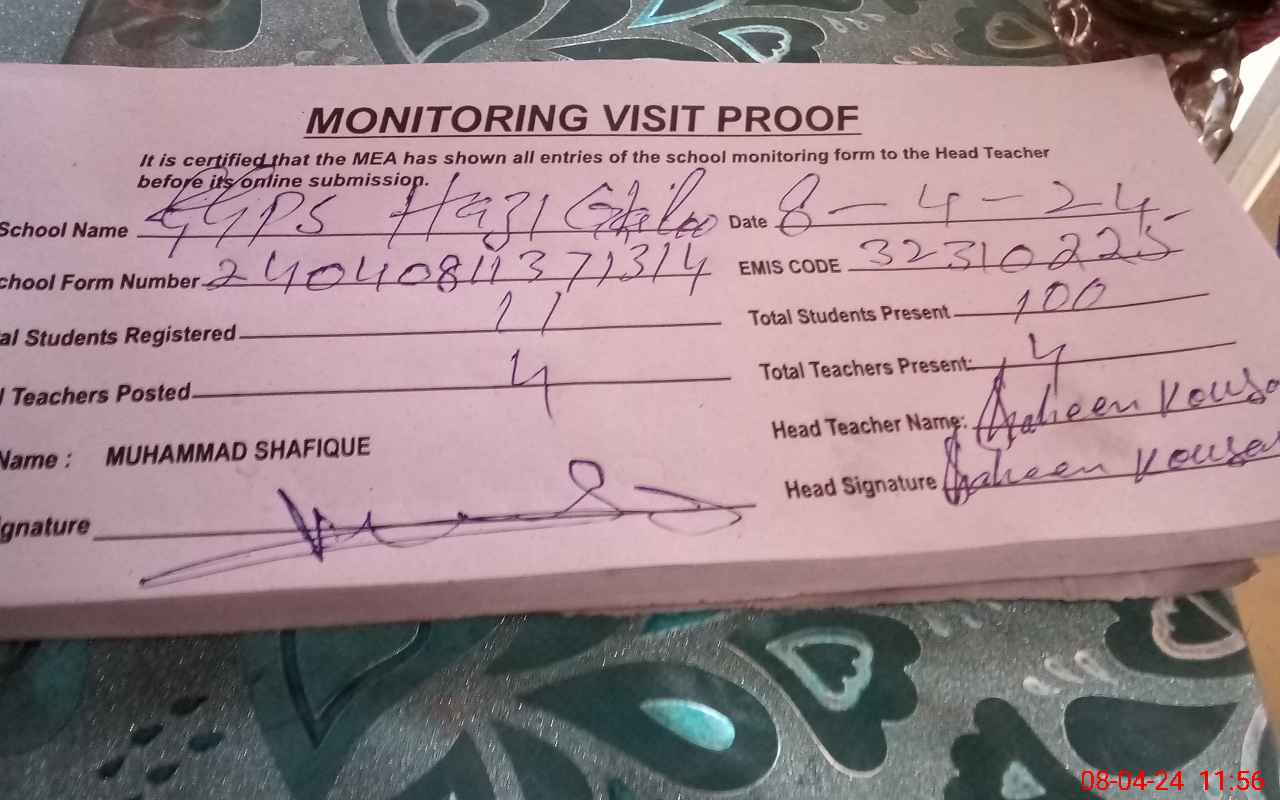 MONITORING VISIT PROOF
It is certified that the MEA has shown all entries of the school monitoring form to the Head Teacher
before its online submission.
School Name GGPS Hazi Date 8-4-24
chool Form Number 24040811371314 EMIS CODE 32310225
al Students Registered 11 Total Students Present 100
l Teachers Posted 4 Total Teachers Present: 4
Name : MUHAMMAD SHAFIQUE Head Teacher Name: Shaheen Kousa
gnature Head Signature Shaheen Kousar
08-04-24 11:56